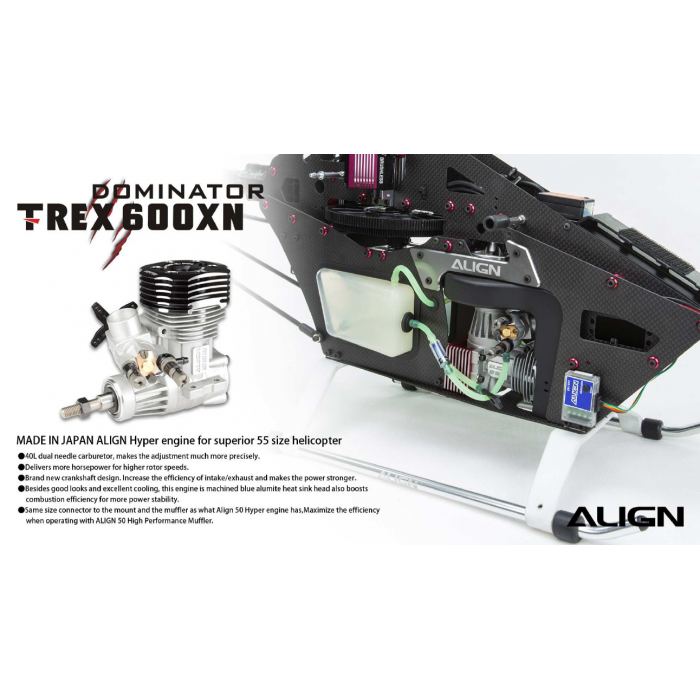 DOMINATOR
TREX600XN
BRUSHLESS
ALIGN
ALIGN
ALIGN
MADE IN JAPAN ALIGN Hyper engine for superior 55 size helicopter
●40L dual needle carburetor, makes the adjustment much more precisely.
●Delivers more horsepower for higher rotor speeds.
●Brand new crankshaft design. Increase the efficiency of intake/exhaust and makes the power stronger.
●Besides good looks and excellent cooling, this engine is machined blue alumite heat sink head also boosts
combustion efficiency for more power stability.
●Same size connector to the mount and the muffler as what Align 50 Hyper engine has,Maximize the efficiency
when operating with ALIGN 50 High Performance Muffler.
ALIGN
ALIGN